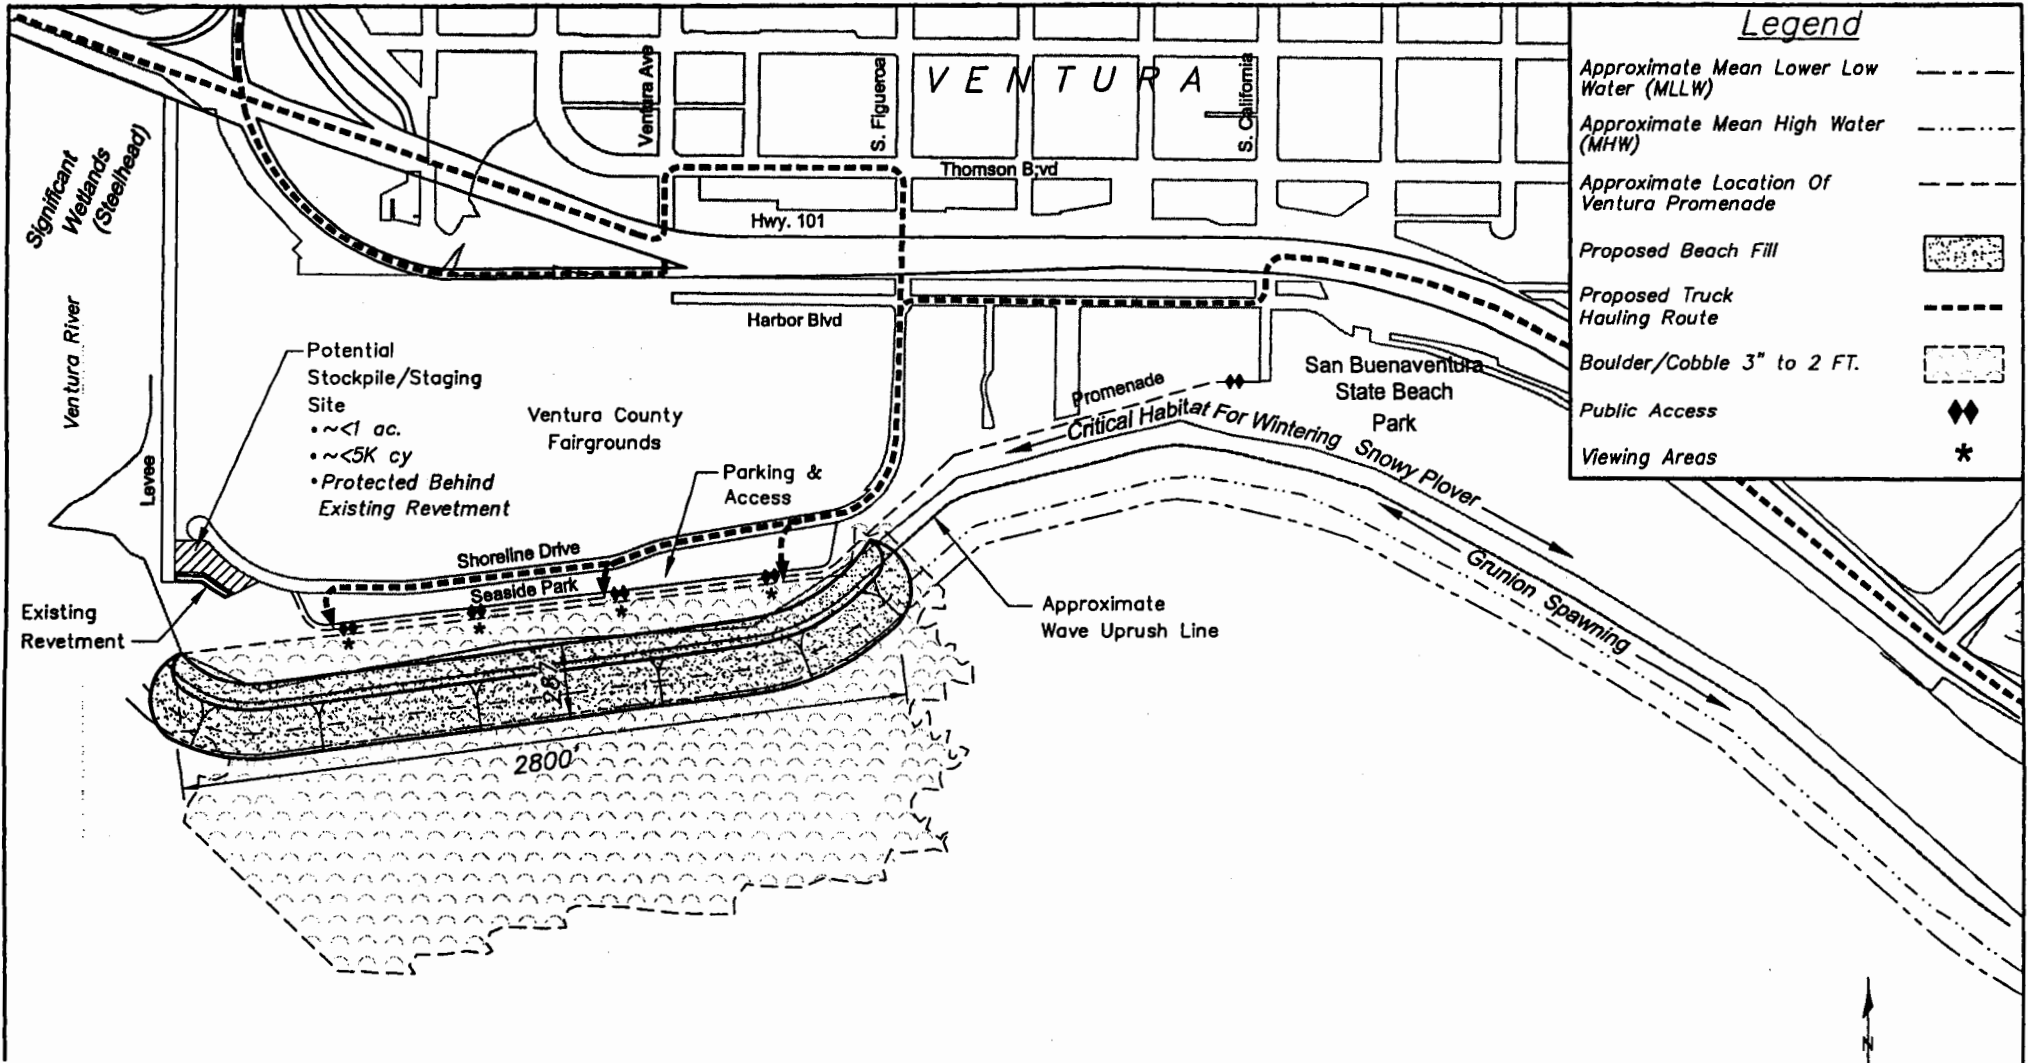 Legend
Approximate Mean Lower Low
Water (MLLW)
Approximate Mean High Water
(MHW)
Approximate Location Of
Ventura Promenade
Proposed Beach Fill
Proposed Truck
Hauling Route
Boulder/Cobble 3" to 2 FT.
Public Access
Viewing Areas
VENTURA
Ventura Ave
S. Figueroa
S. California
Thomson B;vd
Hwy. 101
Harbor Blvd
Significant
Wetlands
(Steelhead)
Ventura River
Levee
Potential
Stockpile/Staging
Site
•~<1 ac.
•~<5K cy
•Protected Behind
Existing Revetment
Ventura County
Fairgrounds
Parking &
Access
Promenade
San Buenaventura
State Beach
Park
Critical Habitat For Wintering Snowy Plover
Grunion Spawning
Shoreline Drive
Seaside Park
Existing
Revetment
Approximate
Wave Uprush Line
2800'
N